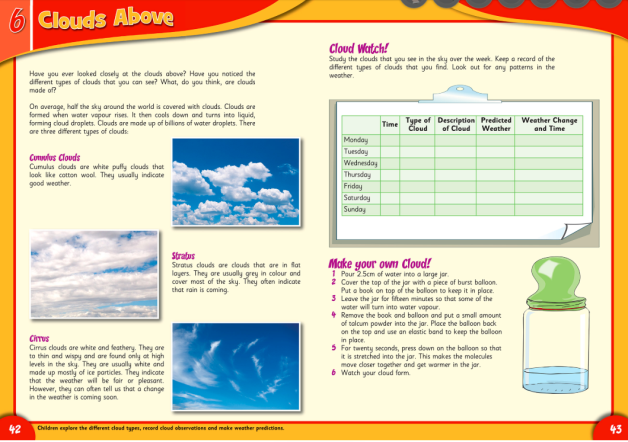 6 Clouds Above
Have you ever looked closely at the clouds above? Have you noticed the
different types of clouds that you can see? What, do you think, are clouds
made of?
On average, half the sky around the world is covered with clouds. Clouds are
formed when water vapour rises. It then cools down and turns into liquid,
forming cloud droplets. Clouds are made up of billions of water droplets. There
are three different types of clouds:
Cumulus Clouds
Cumulus clouds are white puffy clouds that
look like cotton wool. They usually indicate
good weather.
Stratus
Stratus clouds are clouds that are in flat
layers. They are usually grey in colour and
cover most of the sky. They often indicate
that rain is coming.
Cirrus
Cirrus clouds are white and feathery. They are
to thin and wispy and are found only at high
levels in the sky. They are usually white and
made up mostly of ice particles. They indicate
that the weather will be fair or pleasant.
However, they can often tell us that a change
in the weather is coming soon.
42 Children explore the different cloud types, record cloud observations and make weather predictions.
Cloud Watch!
Study the clouds that you see in the sky over the week. Keep a record of the
different types of clouds that you find. Look out for any patterns in the
weather.
Time Type of Cloud Description of Cloud Predicted Weather Weather Change and Time
Monday
Tuesday
Wednesday
Thursday
Friday
Saturday
Sunday
Make your own Cloud!
1 Pour 2.5cm of water into a large jar.
2 Cover the top of the jar with a piece of burst balloon.
Put a book on top of the balloon to keep it in place.
3 Leave the jar for fifteen minutes so that some of the
water will turn into water vapour.
4 Remove the book and balloon and put a small amount
of talcum powder into the jar. Place the balloon back
on the top and use an elastic band to keep the balloon
in place.
5 For twenty seconds, press down on the balloon so that
it is stretched into the jar. This makes the molecules
move closer together and get warmer in the jar.
6 Watch your cloud form.
43